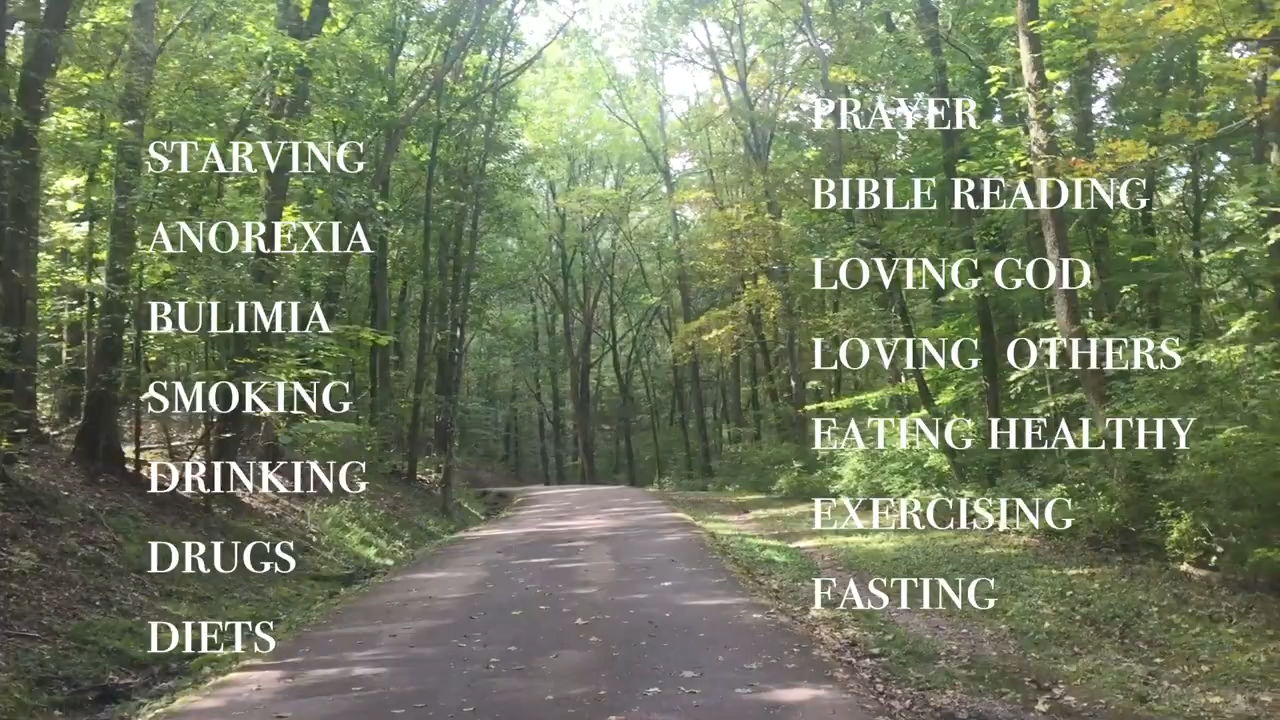 STARVING
ANOREXIA
BULIMIA
SMOKING
DRINKING
DRUGS
DIETS
PRAYER
BIBLE READING
LOVING GOD
LOVING OTHERS
EATING HEALTHY
EXERCISING
FASTING